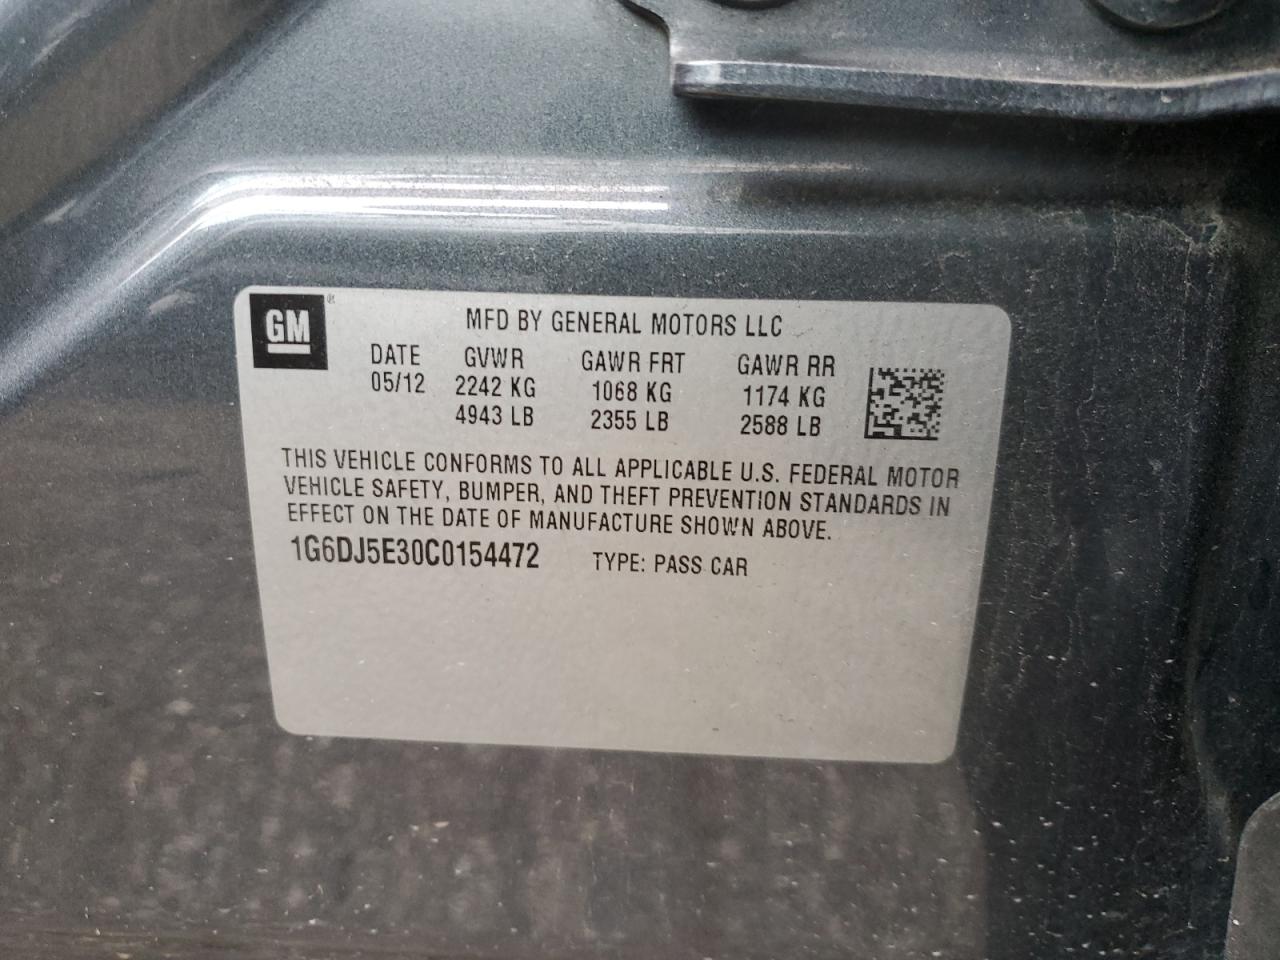 GM ®
MFD BY GENERAL MOTORS LLC
DATE GVWR GAWR FRT GAWR RR
05/12 2242 KG 1068 KG 1174 KG
4943 LB 2355 LB 2588 LB
THIS VEHICLE CONFORMS TO ALL APPLICABLE U.S. FEDERAL MOTOR
VEHICLE SAFETY, BUMPER, AND THEFT PREVENTION STANDARDS IN
EFFECT ON THE DATE OF MANUFACTURE SHOWN ABOVE.
1G6DJ5E30C0154472 TYPE: PASS CAR